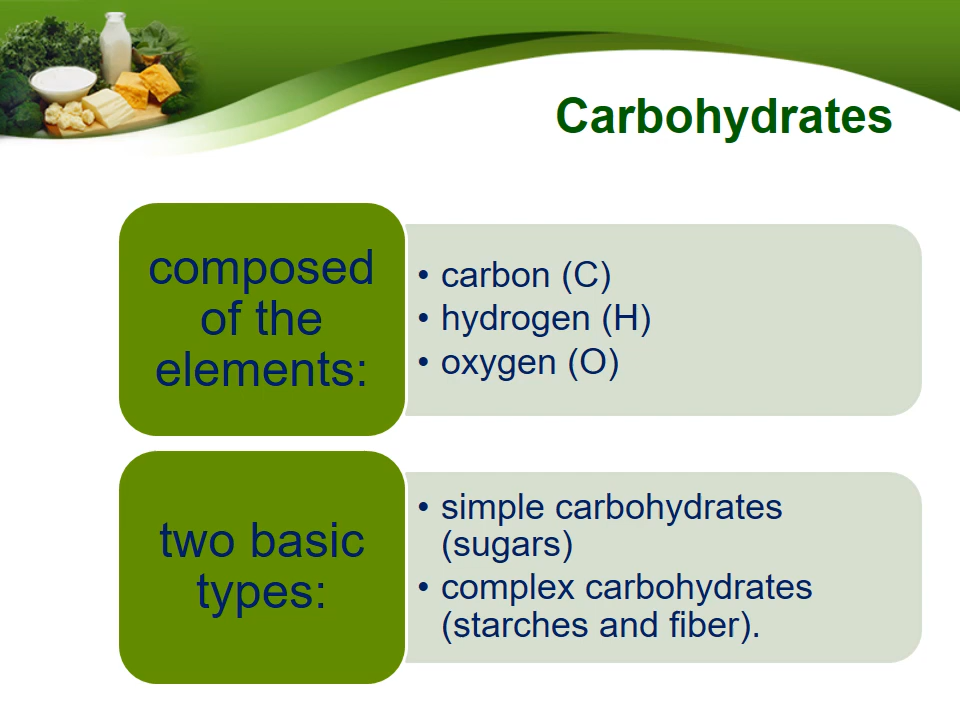 Carbohydrates
composed
of the
elements:
• carbon (C)
• hydrogen (H)
• oxygen (O)
two basic
types:
• simple carbohydrates
(sugars)
• complex carbohydrates
(starches and fiber).